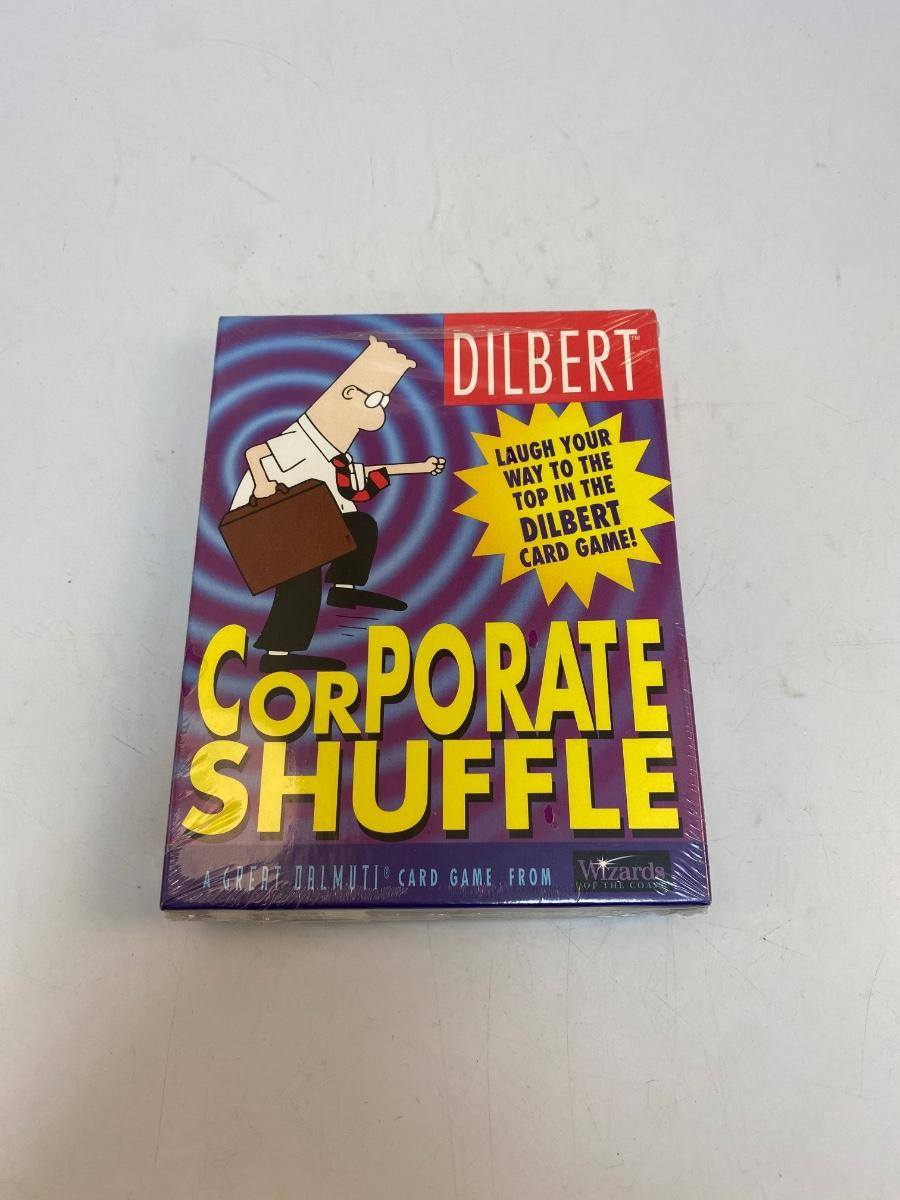 DILBERT™
LAUGH YOUR
WAY TO THE
TOP IN THE
DILBERT
CARD GAME!
CORPORATE
SHUFFLE
A GREAT DALMUTI® CARD GAME FROM
Wizards
OF THE COAST